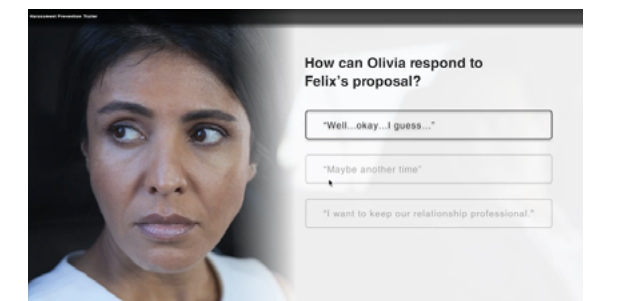 Harassment Prevention Trailer
How can Olivia respond to
Felix's proposal?
"Well...okay...I guess..."
"Maybe another time"
"I want to keep our relationship professional."